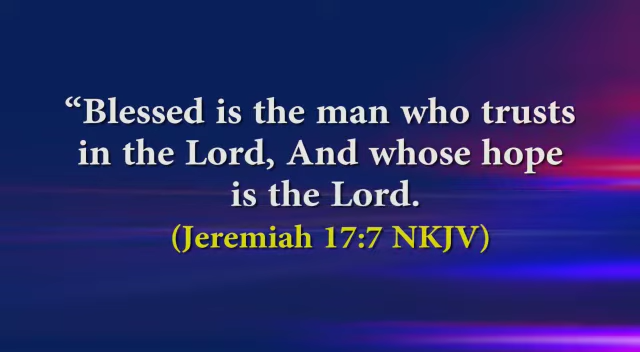 “Blessed is the man who trusts
in the Lord, And whose hope
is the Lord.
(Jeremiah 17:7 NKJV)